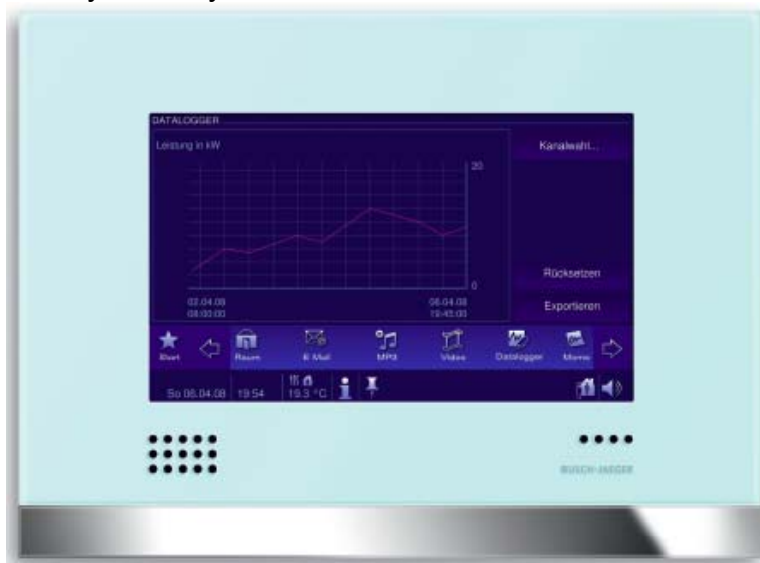 DATALOGGER
Leistung in kW
Kanalwahl...
20
0
Rücksetzen
02.04.08
06.04.08
08:00:00
19:45:00
Exportieren
Start
Raum
E-Mail
MP3
Video
Datalogger
Memo
So 06.04.08
19:54
19.3 °C
BUSCH-JAEGER